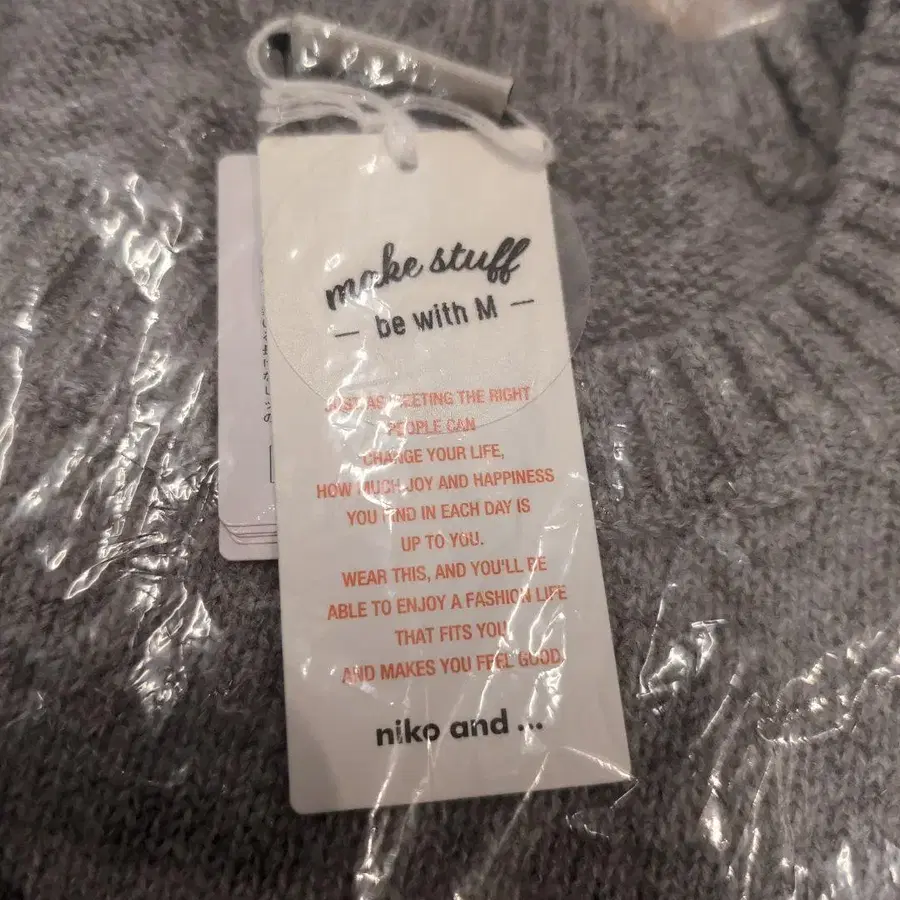 make stuff
— be with M —
JUST AS MEETING THE RIGHT
PEOPLE CAN
CHANGE YOUR LIFE,
HOW MUCH JOY AND HAPPINESS
YOU FIND IN EACH DAY IS
UP TO YOU.
WEAR THIS, AND YOU'LL BE
ABLE TO ENJOY A FASHION LIFE
THAT FITS YOU
AND MAKES YOU FEEL GOOD.
niko and ...